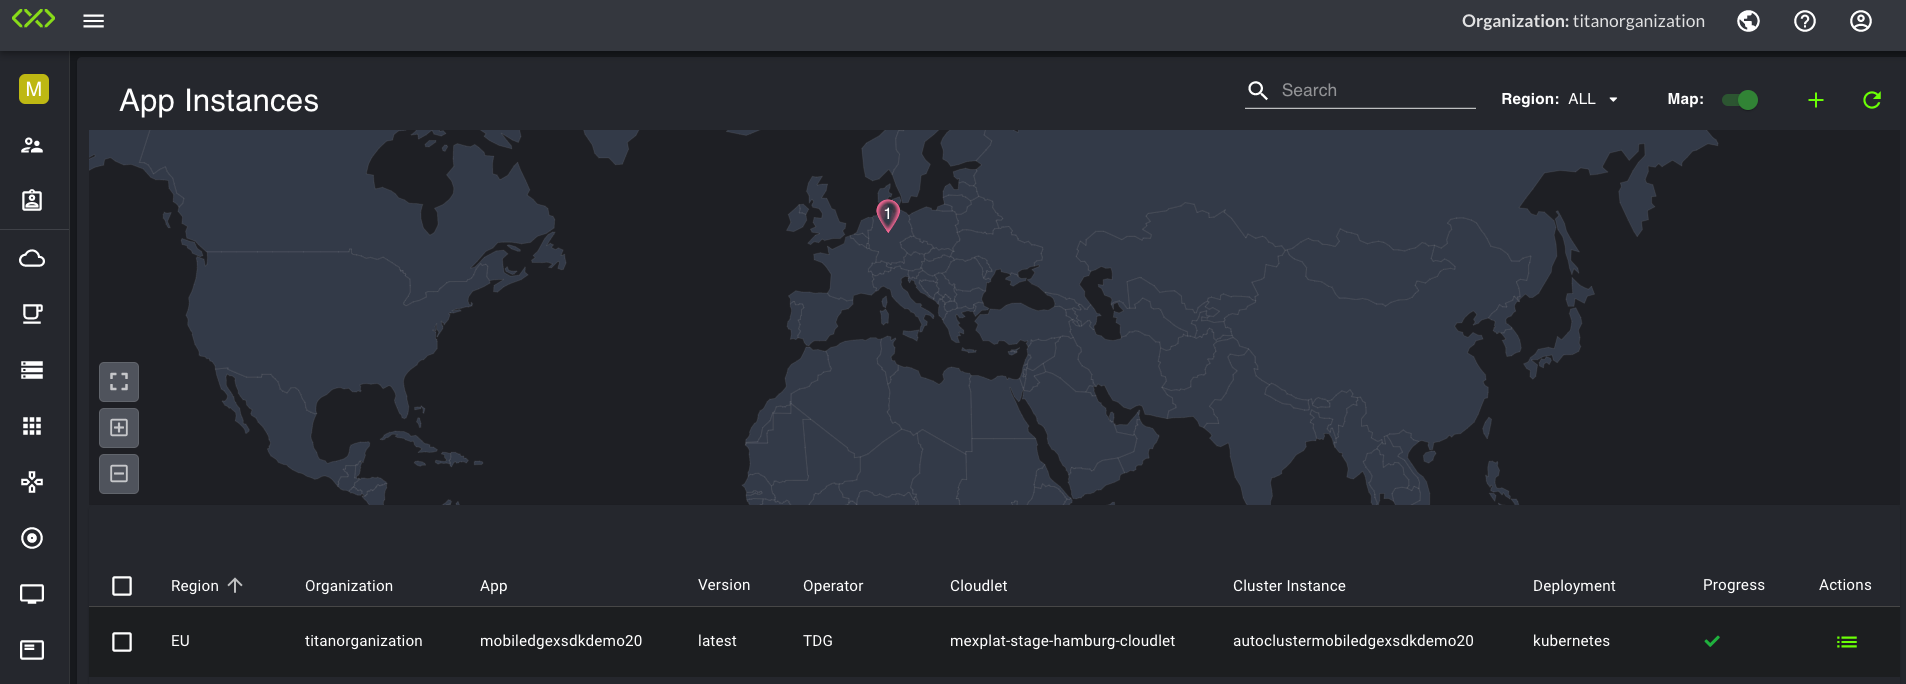 Organization: titanorganization
M
App Instances
Search
Region: ALL
Map:
1
Region Organization App Version Operator Cloudlet Cluster Instance Deployment Progress Actions
EU titanorganization mobiledgexsdkdemo20 latest TDG mexplat-stage-hamburg-cloudlet autoclustermobiledgexsdkdemo20 kubernetes